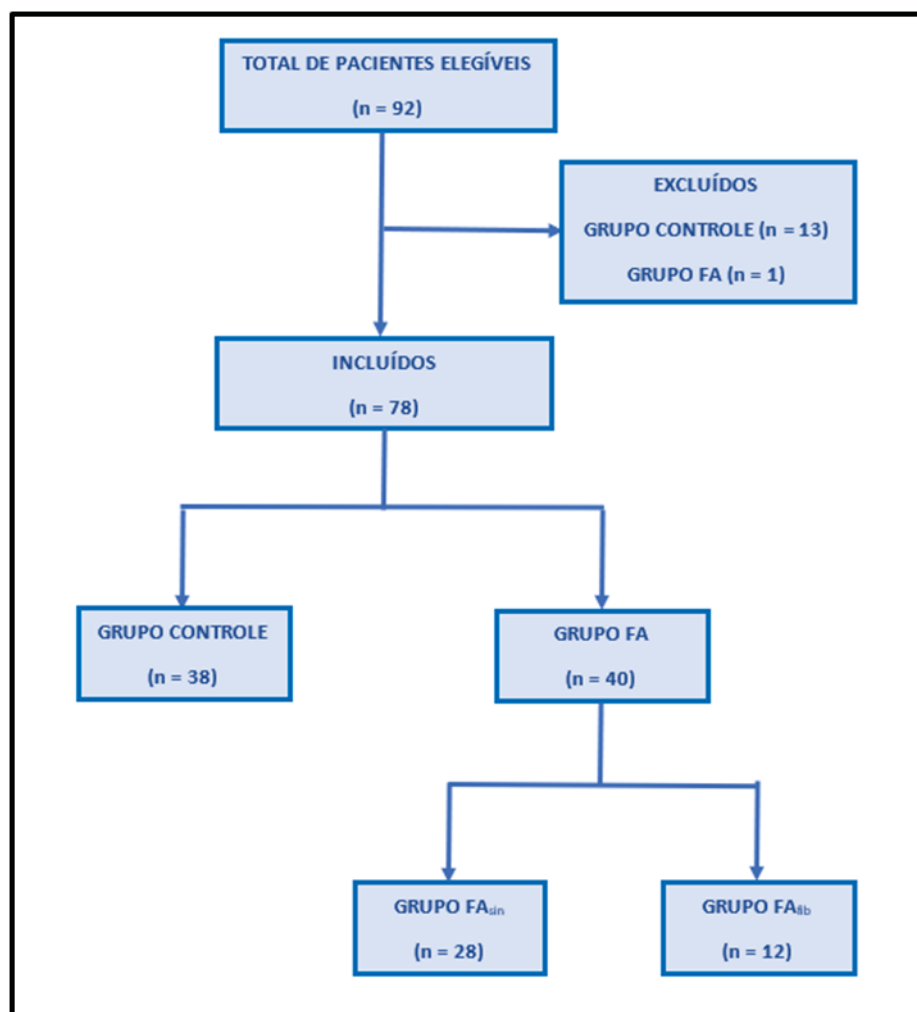 TOTAL DE PACIENTES ELEGÍVEIS
(n = 92)
EXCLUÍDOS
GRUPO CONTROLE (n = 13)
GRUPO FA (n = 1)
INCLUÍDOS
(n = 78)
GRUPO CONTROLE
(n = 38)
GRUPO FA
(n = 40)
GRUPO FAsin
(n = 28)
GRUPO FAfib
(n = 12)